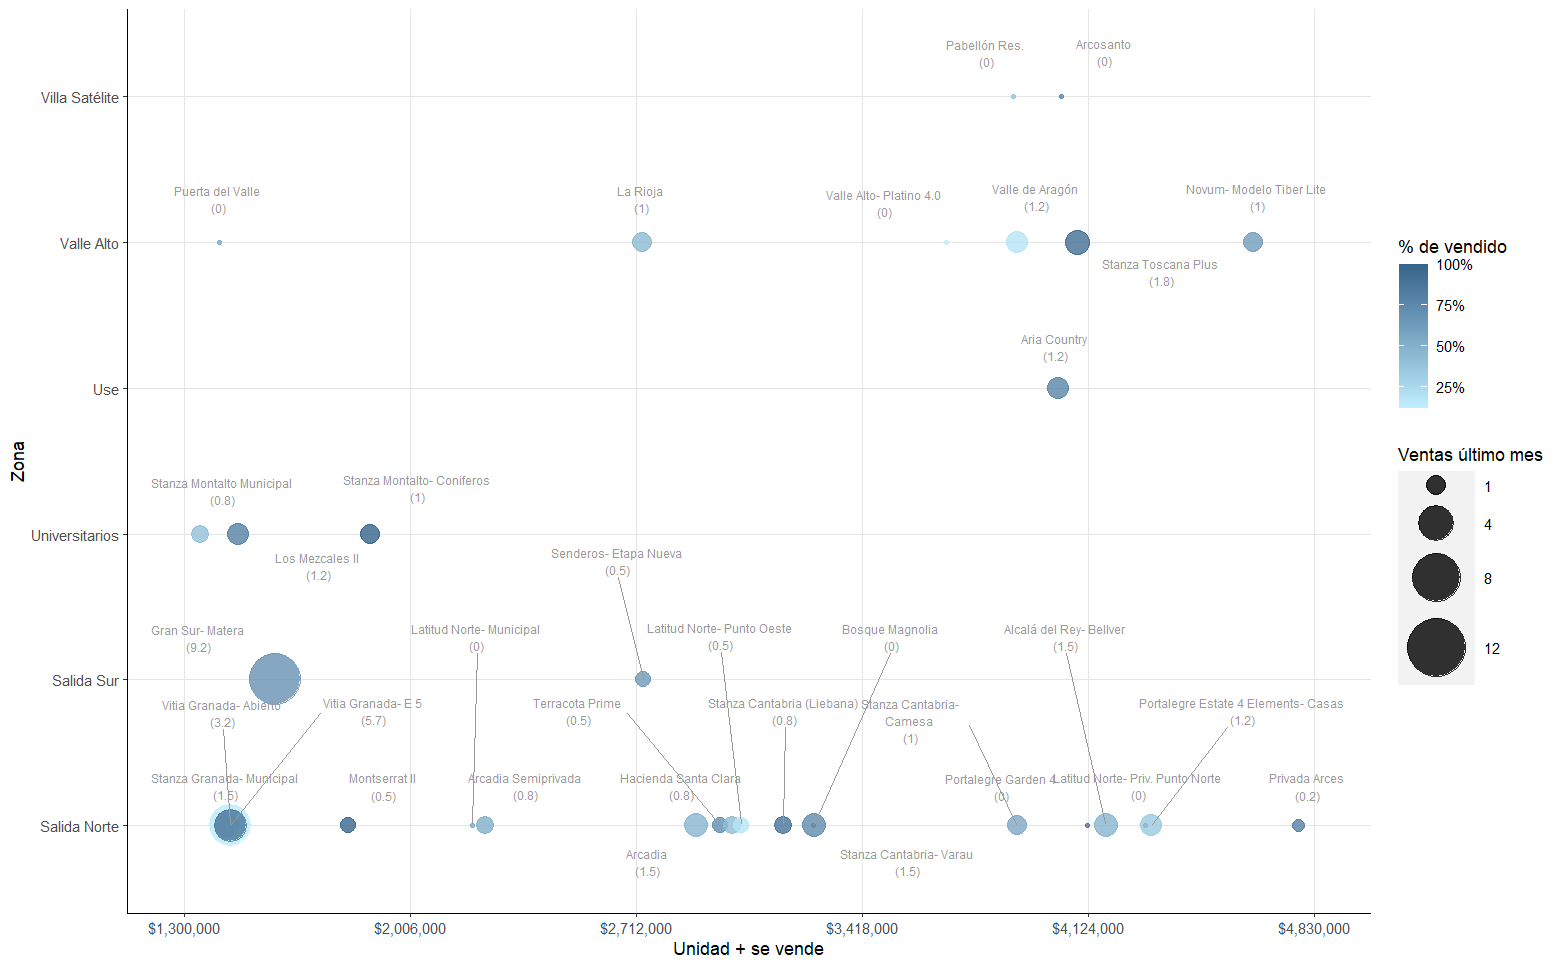 Pabellón Res.
(0)
Arcosanto
(0)
Villa Satélite
Puerta del Valle
(0)
La Rioja
(1)
Valle Alto- Platino 4.0
(0)
Valle de Aragón
(1.2)
Novum- Modelo Tiber Lite
(1)
Valle Alto
Stanza Toscana Plus
(1.8)
Aria Country
(1.2)
Use
Stanza Montalto Municipal
(0.8)
Stanza Montalto- Coniferos
(1)
Universitarios
Los Mezcales II
(1.2)
Senderos- Etapa Nueva
(0.5)
Gran Sur- Matera
(9.2)
Latitud Norte- Municipal
(0)
Latitud Norte- Punto Oeste
(0.5)
Bosque Magnolia
(0)
Alcalá del Rey- Bellver
(1.5)
Salida Sur
Vitia Granada- Abierto
(3.2)
Vitia Granada- E 5
(5.7)
Terracota Prime
(0.5)
Stanza Cantabria (Liebana)
(0.8)
Stanza Cantabria-
Camesa
(1)
Portalegre Estate 4 Elements- Casas
(1.2)
Stanza Granada- Municipal
(1.5)
Montserrat II
(0.5)
Arcadia Semiprivada
(0.8)
Hacienda Santa Clara
(0.8)
Portalegre Garden 4
(0)
Latitud Norte- Priv. Punto Norte
(0)
Privada Arces
(0.2)
Salida Norte
Arcadia
(1.5)
Stanza Cantabria- Varau
(1.5)
Zona
$1,300,000
$2,006,000
$2,712,000
$3,418,000
$4,124,000
$4,830,000
Unidad + se vende
% de vendido
100%
75%
50%
25%
Ventas último mes
1
4
8
12